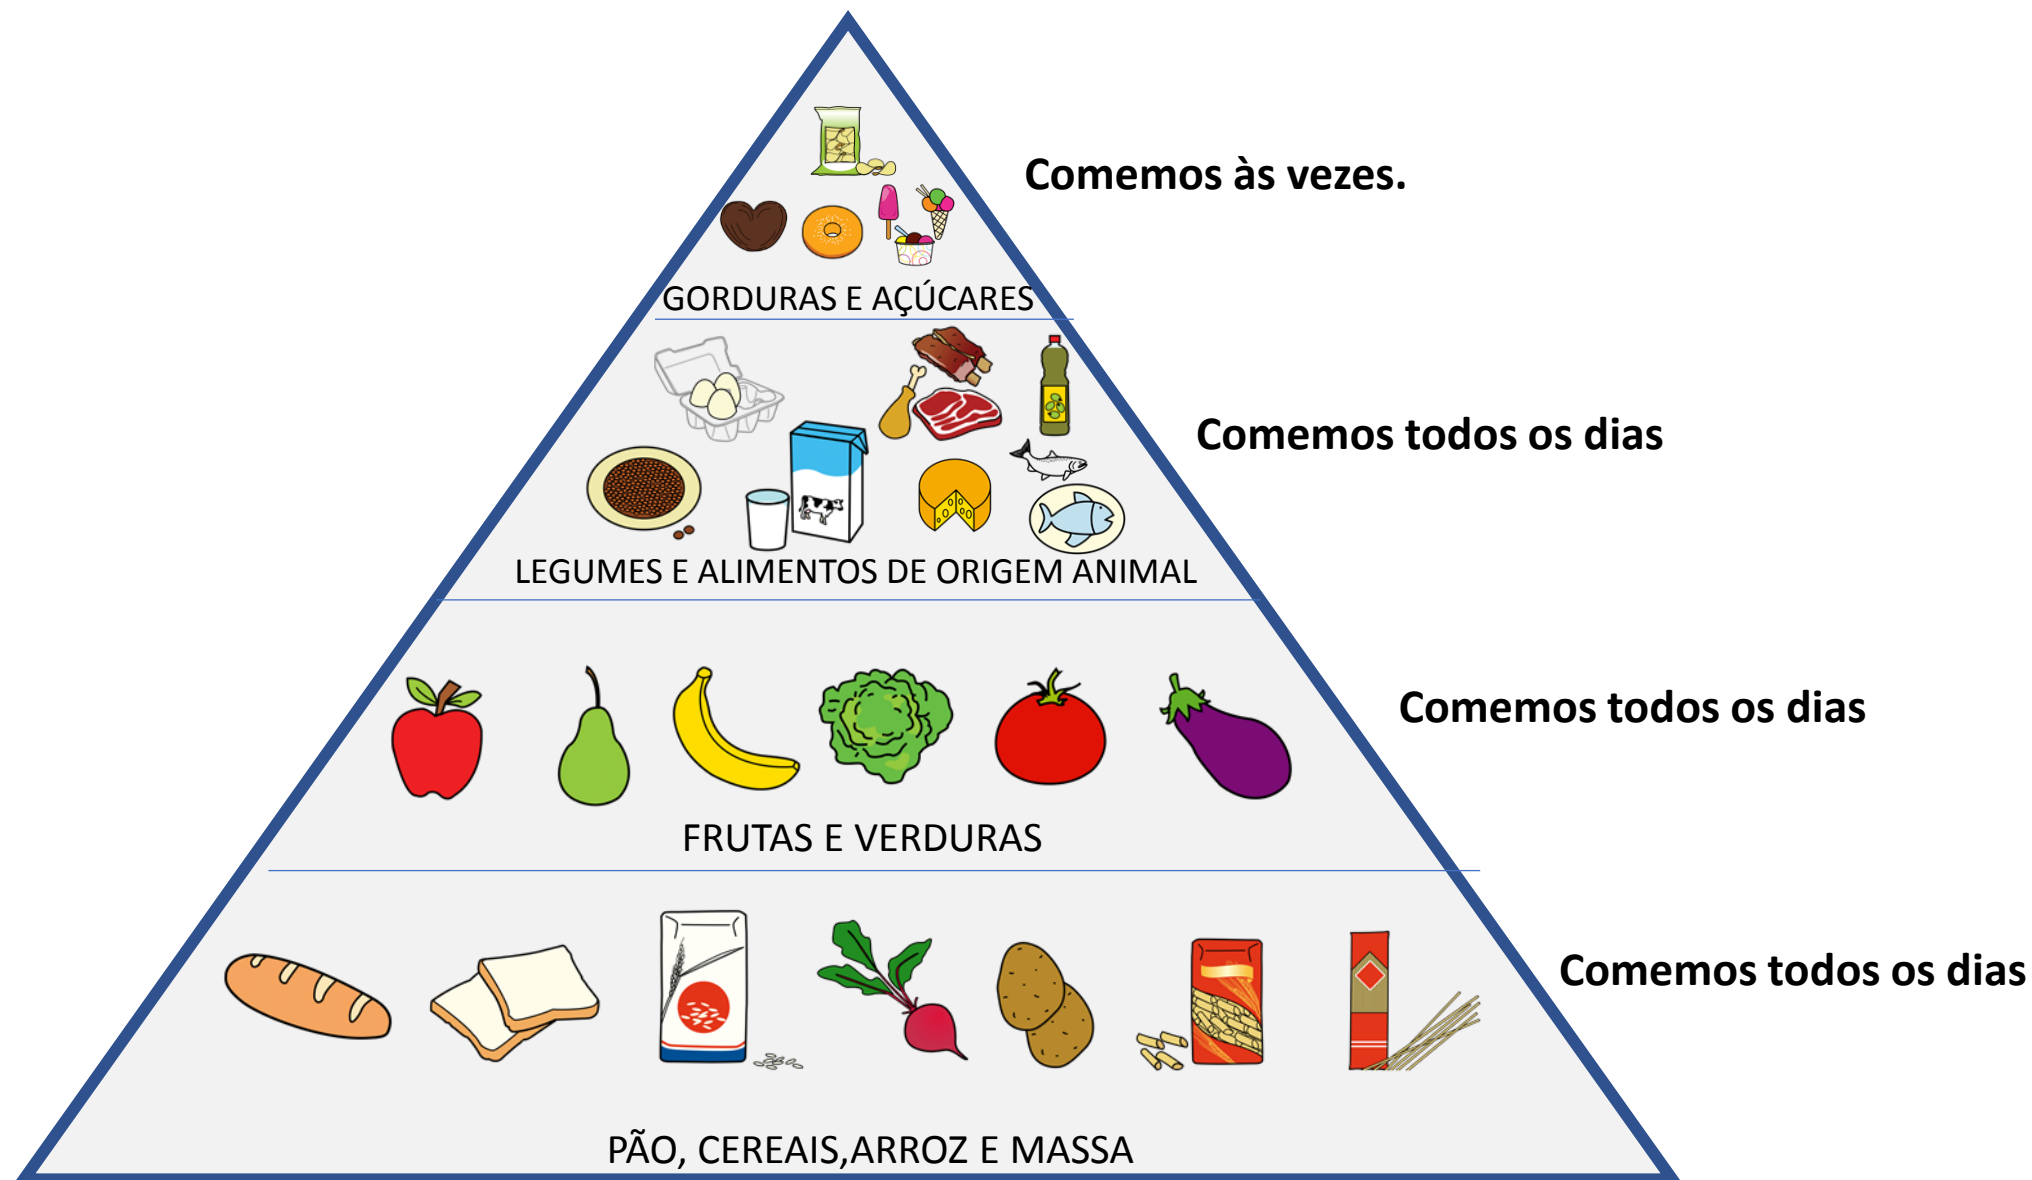 Comemos às vezes.
GORDURAS E AÇÚCARES
Comemos todos os dias
LEGUMES E ALIMENTOS DE ORIGEM ANIMAL
Comemos todos os dias
FRUTAS E VERDURAS
Comemos todos os dias
PÃO, CEREAIS,ARROZ E MASSA